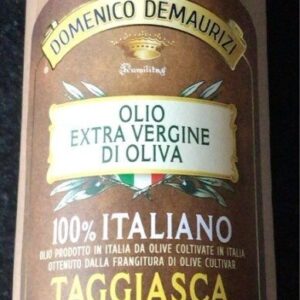 DOMENICO DEMAURIZI
Humilitas
OLIO
EXTRA VERGINE
DI OLIVA
100% ITALIANO
OLIO PRODOTTO IN ITALIA DA OLIVE COLTIVATE IN ITALIA
OTTENUTO DALLA FRANGITURA DI OLIVE CULTIVAR
TAGGIASCA